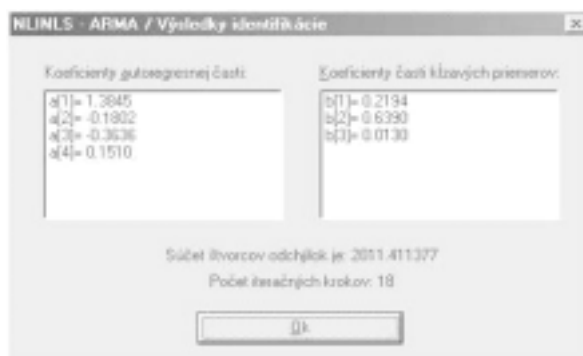 NLINLS - ARMA / Výsledky identifikácie
Koeficienty autoregresnej časti:
a[1]= 1.3845
a[2]= -0.1802
a[3]= -0.3636
a[4]= 0.1510
Koeficienty časti kĺzavých priemerov:
b[1]= 0.2194
b[2]= 0.6390
b[3]= 0.0130
Súčet štvorcov odchýlok je: 2011.411377
Počet iteračných krokov: 18
Ok